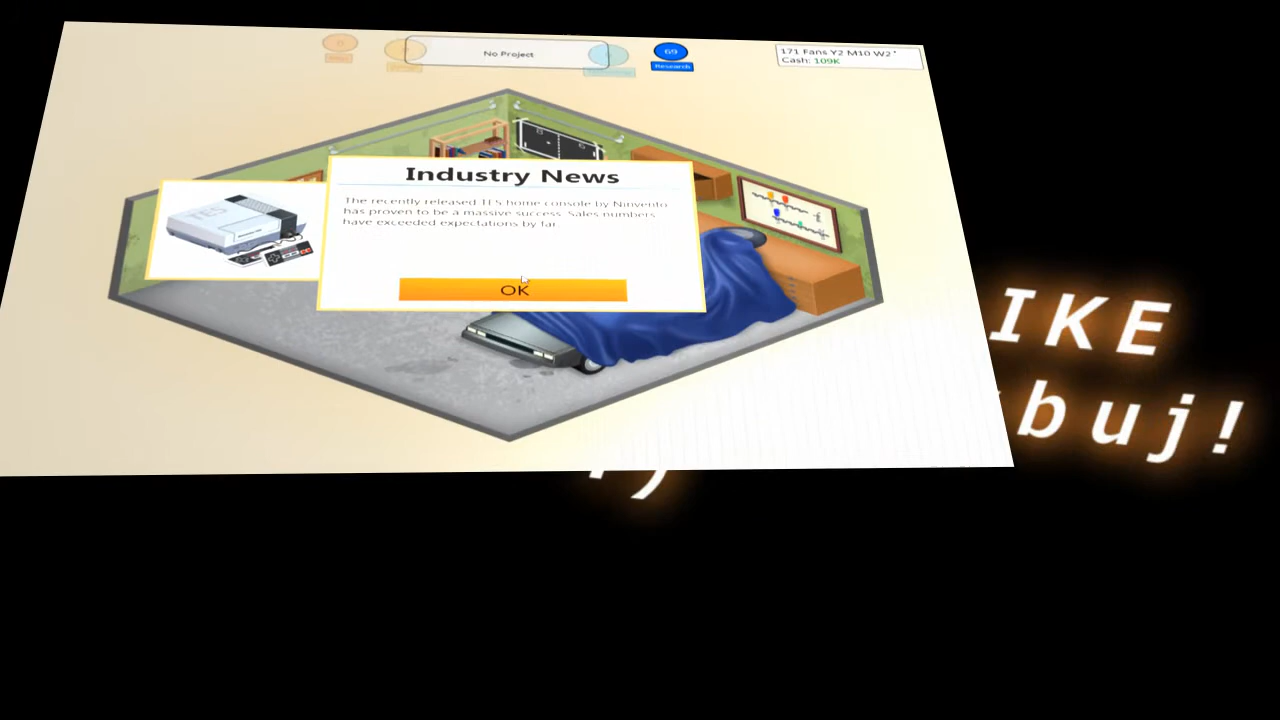 No Project
69
Research
171 Fans Y2 M10 W2
Cash: 109K
Industry News
The recently released TES home console by Ninvento
has proven to be a massive success. Sales numbers
have exceeded expectations by far.
OK
IKE
buj!